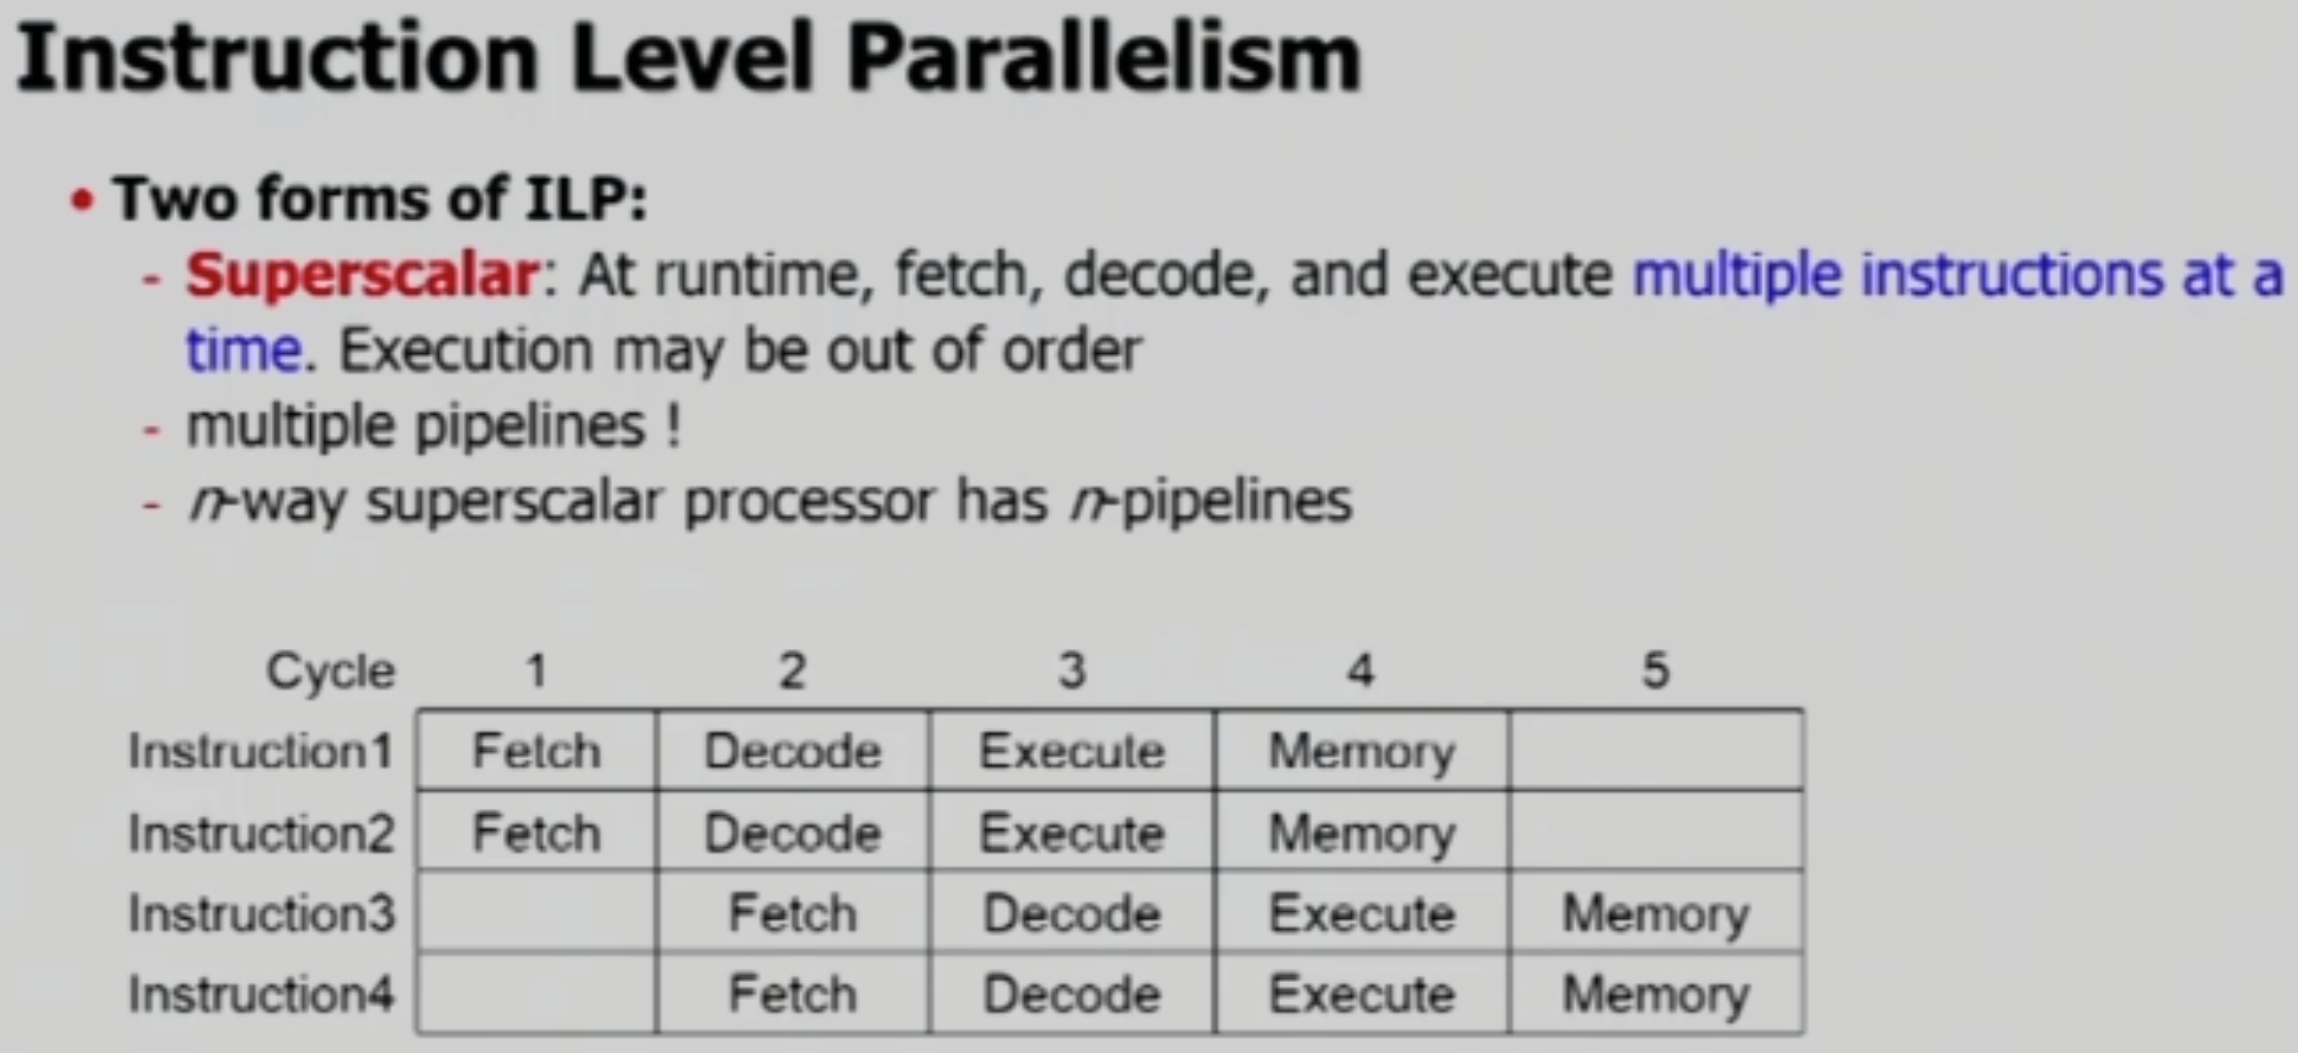 Instruction Level Parallelism
• Two forms of ILP:
- Superscalar: At runtime, fetch, decode, and execute multiple instructions at a
time. Execution may be out of order
- multiple pipelines !
- n-way superscalar processor has n-pipelines
Cycle 1 2 3 4 5
Instruction1 Fetch Decode Execute Memory
Instruction2 Fetch Decode Execute Memory
Instruction3 Fetch Decode Execute Memory
Instruction4 Fetch Decode Execute Memory